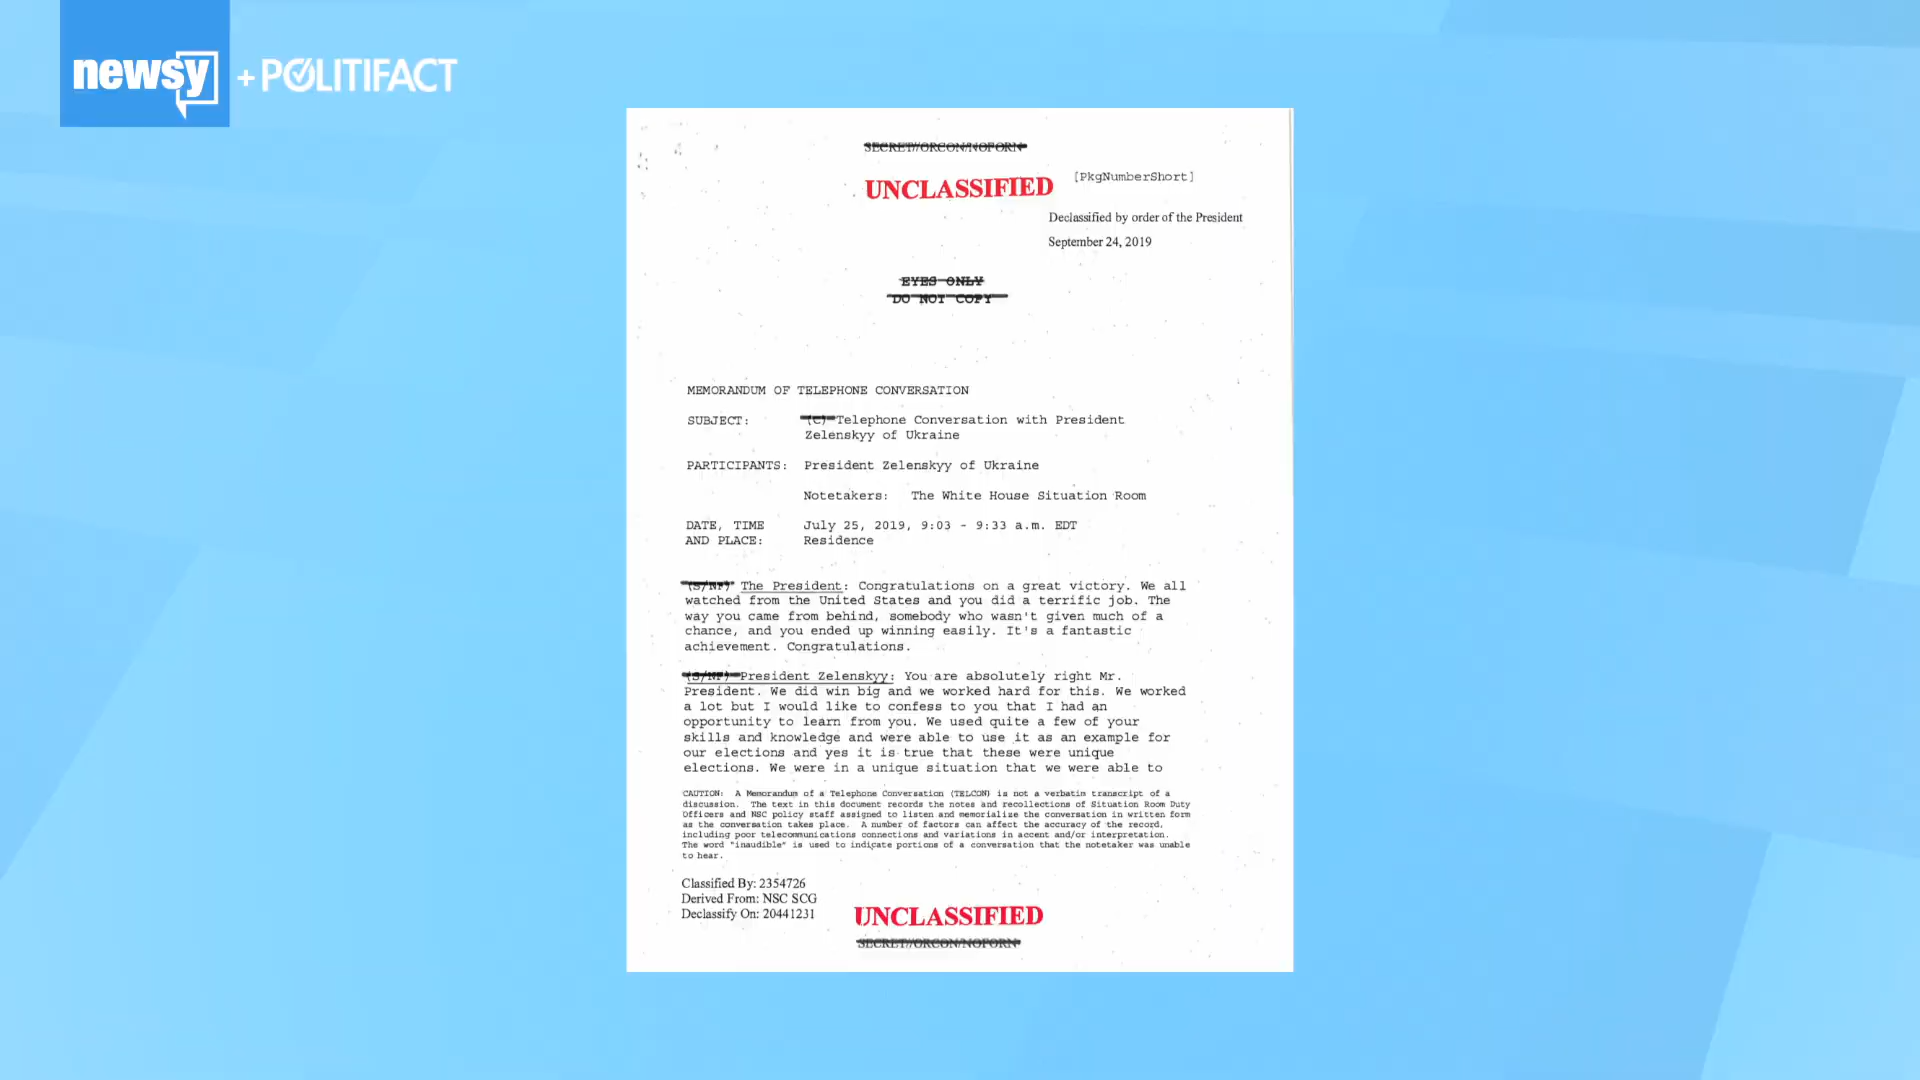 newsy + POLITIFACT
SECRET//ORCON/NOFORN
UNCLASSIFIED
[PkgNumberShort]
Declassified by order of the President
September 24, 2019
EYES ONLY
DO NOT COPY
MEMORANDUM OF TELEPHONE CONVERSATION
SUBJECT: (C) Telephone Conversation with President
Zelenskyy of Ukraine
PARTICIPANTS: President Zelenskyy of Ukraine
Notetakers: The White House Situation Room
DATE, TIME July 25, 2019, 9:03 - 9:33 a.m. EDT
AND PLACE: Residence
(S/NF) The President: Congratulations on a great victory. We all
watched from the United States and you did a terrific job. The
way you came from behind, somebody who wasn't given much of a
chance, and you ended up winning easily. It's a fantastic
achievement. Congratulations.
(S/NF) President Zelenskyy: You are absolutely right Mr.
President. We did win big and we worked hard for this. We worked
a lot but I would like to confess to you that I had an
opportunity to learn from you. We used quite a few of your
skills and knowledge and were able to use it as an example for
our elections and yes it is true that these were unique
elections. We were in a unique situation that we were able to
CAUTION: A Memorandum of a Telephone Conversation (TELCON) is not a verbatim transcript of a
discussion. The text in this document records the notes and recollections of Situation Room Duty
Officers and NSC policy staff assigned to listen and memorialize the conversation in written form
as the conversation takes place. A number of factors can affect the accuracy of the record,
including poor telecommunications connections and variations in accent and/or interpretation.
The word "inaudible" is used to indicate portions of a conversation that the notetaker was unable
to hear.
Classified By: 2354726
Derived From: NSC SCG
Declassify On: 20441231
UNCLASSIFIED
SECRET//ORCON/NOFORN